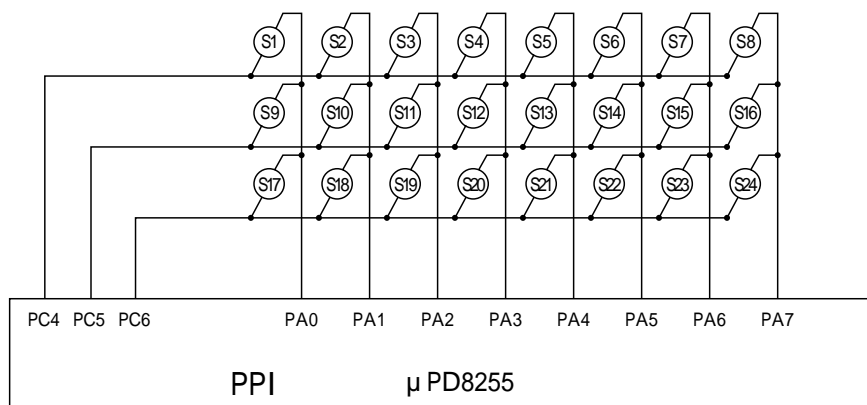 S1 S2 S3 S4 S5 S6 S7 S8
S9 S10 S11 S12 S13 S14 S15 S16
S17 S18 S19 S20 S21 S22 S23 S24
PC4 PC5 PC6 PA0 PA1 PA2 PA3 PA4 PA5 PA6 PA7
PPI μ PD8255